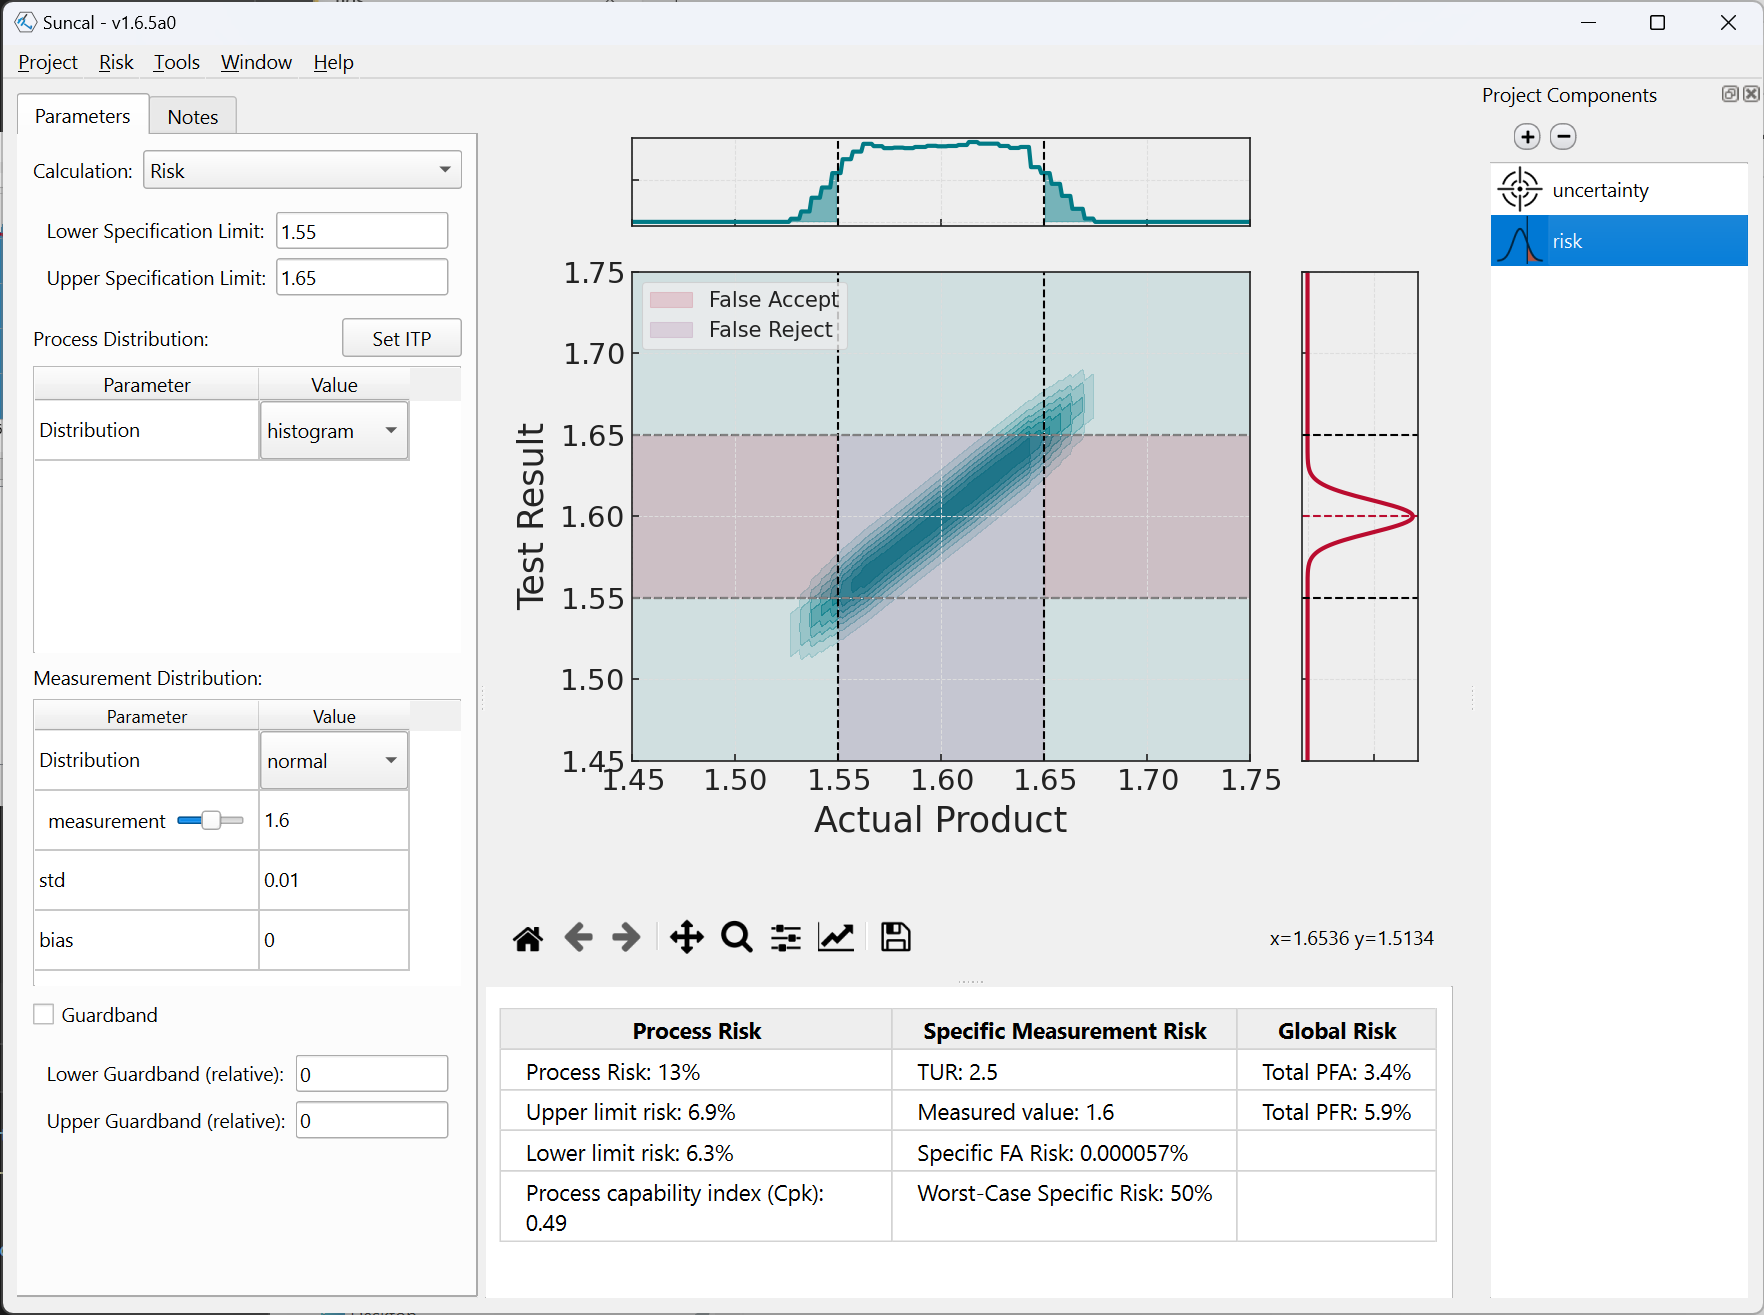 Suncal - v1.6.5a0
Project Risk Tools Window Help
Parameters Notes
Calculation: Risk
Lower Specification Limit: 1.55
Upper Specification Limit: 1.65
Process Distribution: Set ITP
Parameter Value
Distribution histogram
Measurement Distribution:
Parameter Value
Distribution normal
measurement 1.6
std 0.01
bias 0
Guardband
Lower Guardband (relative): 0
Upper Guardband (relative): 0
False Accept
False Reject
1.75
1.70
1.65
1.60
1.55
1.50
1.45
Test Result
1.45 1.50 1.55 1.60 1.65 1.70 1.75
Actual Product
x=1.6536 y=1.5134
Process Risk Specific Measurement Risk Global Risk
Process Risk: 13% TUR: 2.5 Total PFA: 3.4%
Upper limit risk: 6.9% Measured value: 1.6 Total PFR: 5.9%
Lower limit risk: 6.3% Specific FA Risk: 0.000057%
Process capability index (Cpk): Worst-Case Specific Risk: 50%
0.49
Project Components
uncertainty
risk